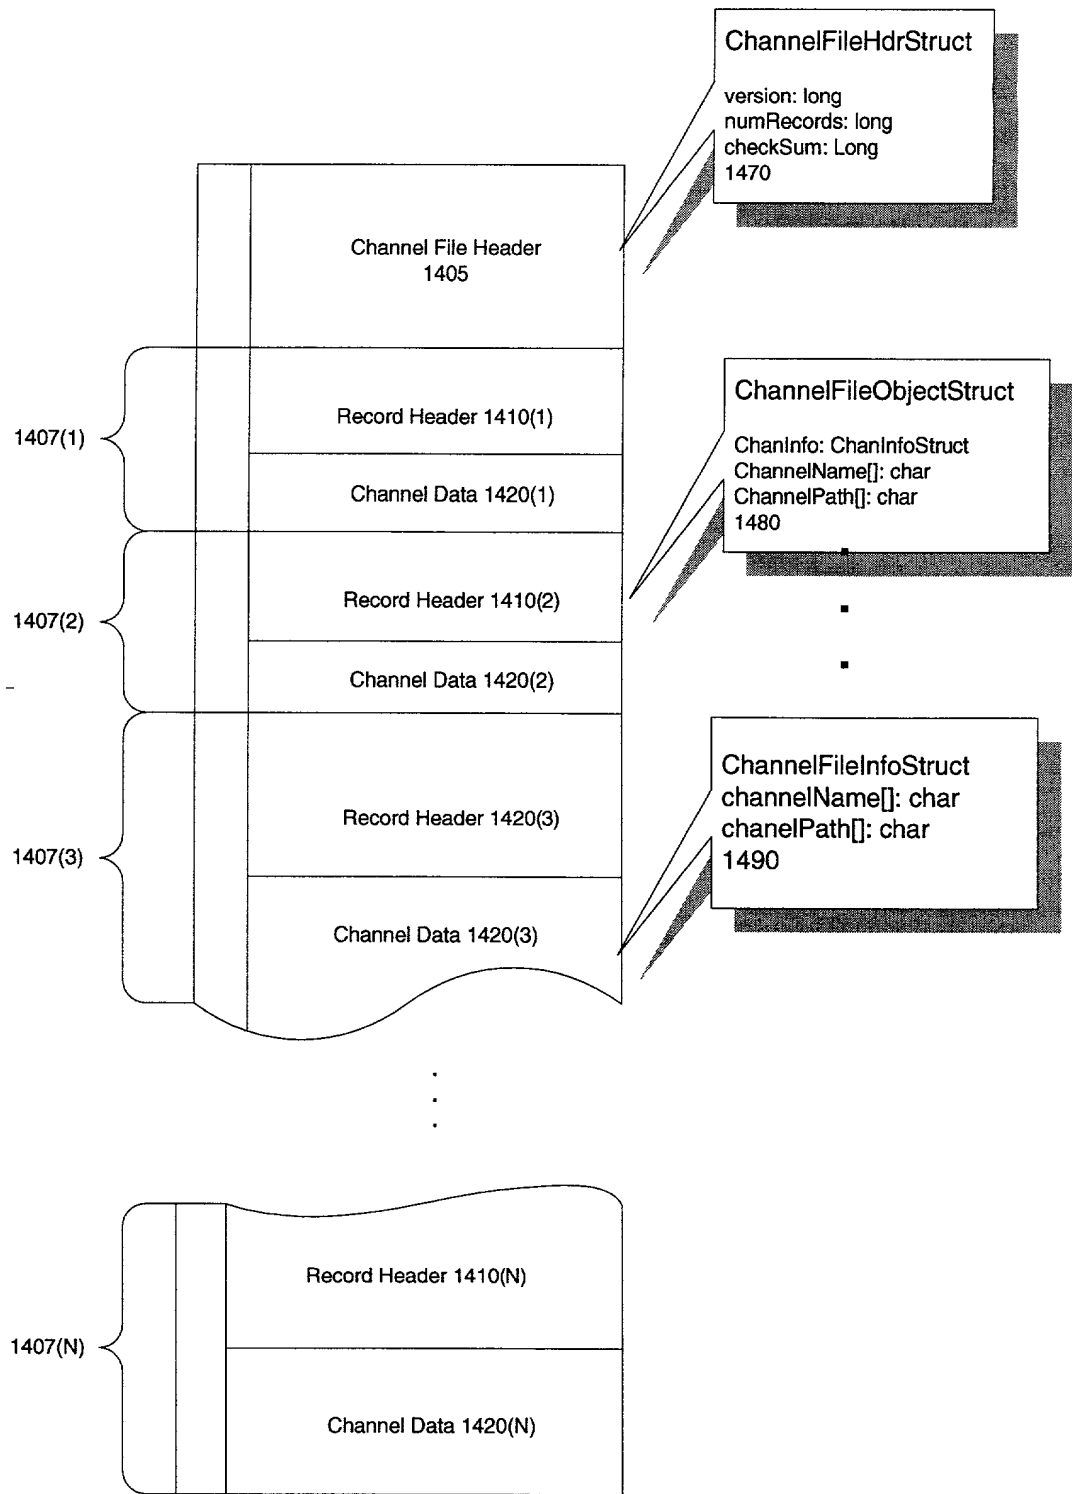 ChannelFileHdrStruct
version: long
numRecords: long
checkSum: Long
1470
Channel File Header
1405
1407(1)
Record Header 1410(1)
Channel Data 1420(1)
ChannelFileObjectStruct
ChanInfo: ChanInfoStruct
ChannelName[]: char
ChannelPath[]: char
1480
1407(2)
Record Header 1410(2)
Channel Data 1420(2)
ChannelFileInfoStruct
channelName[]: char
chanelPath[]: char
1490
1407(3)
Record Header 1420(3)
Channel Data 1420(3)
1407(N)
Record Header 1410(N)
Channel Data 1420(N)